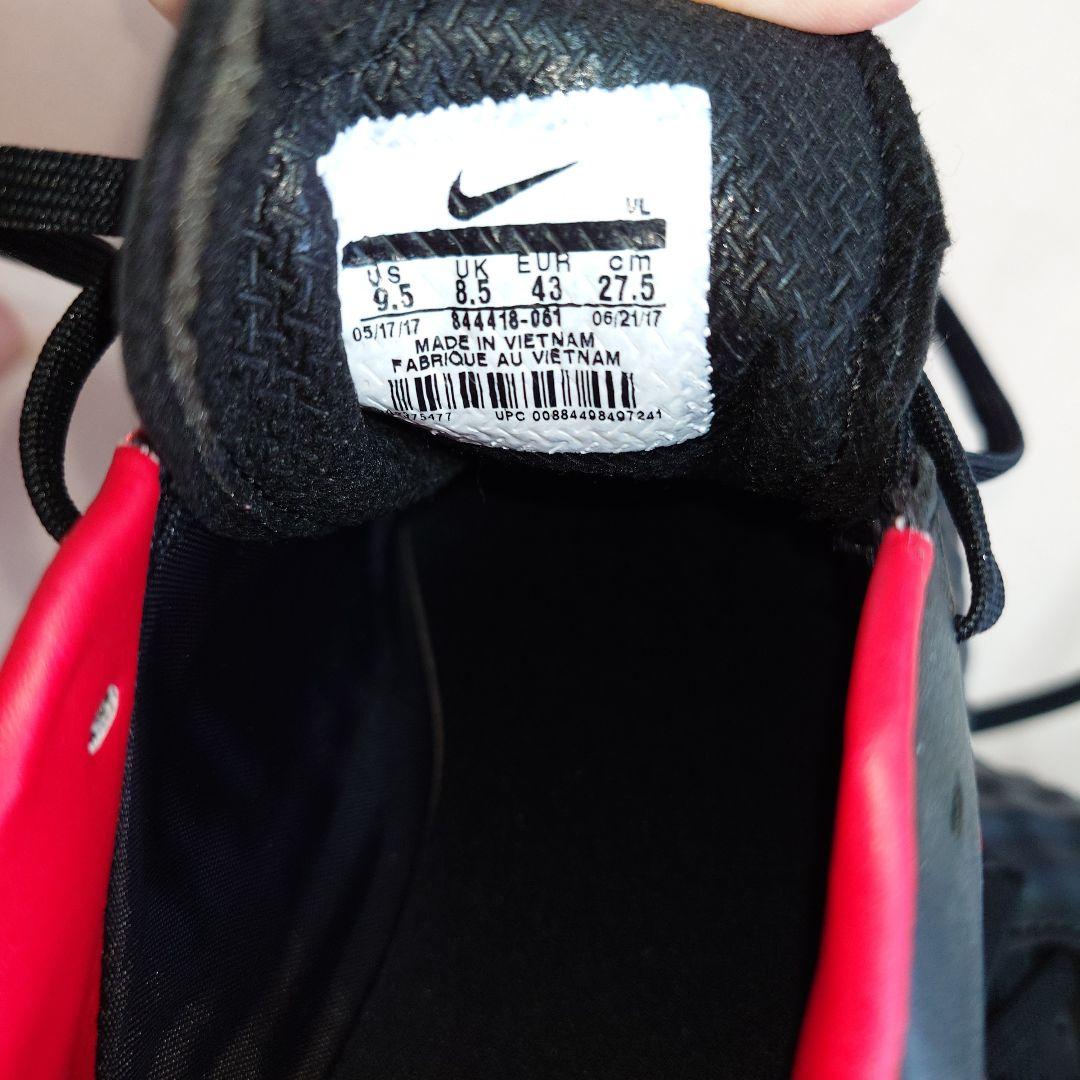 VL
US UK EUR cm
9.5 8.5 43 27.5
05/17/17 844418-061 06/21/17
MADE IN VIETNAM
FABRIQUE AU VIETNAM
UPC 00884498497241